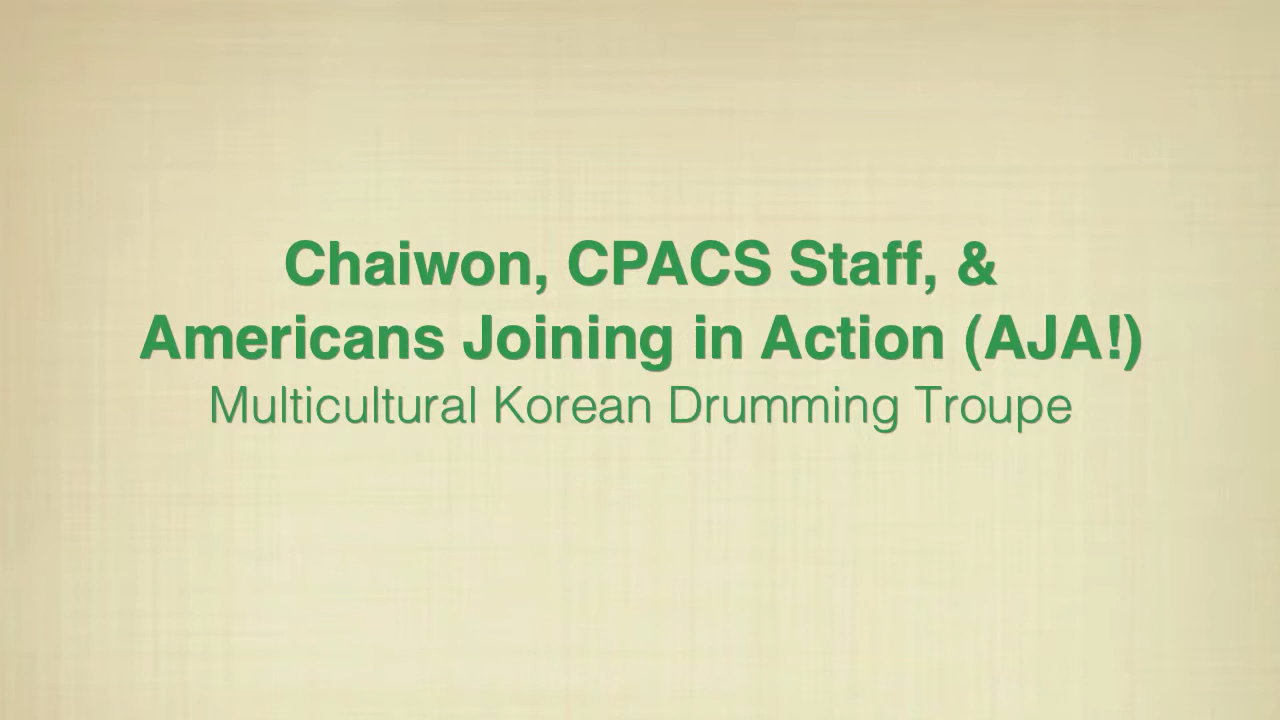 Chaiwon, CPACS Staff, &
Americans Joining in Action (AJA!)
Multicultural Korean Drumming Troupe